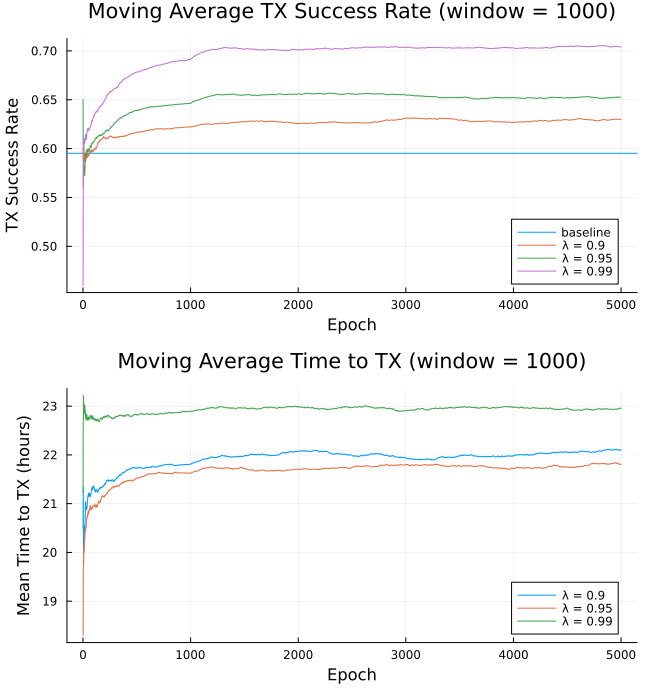 Moving Average TX Success Rate (window = 1000)
TX Success Rate
0.70
0.65
0.60
0.55
0.50
baseline
λ = 0.9
λ = 0.95
λ = 0.99
0 1000 2000 3000 4000 5000
Epoch
Moving Average Time to TX (window = 1000)
Mean Time to TX (hours)
23
22
21
20
19
λ = 0.9
λ = 0.95
λ = 0.99
0 1000 2000 3000 4000 5000
Epoch